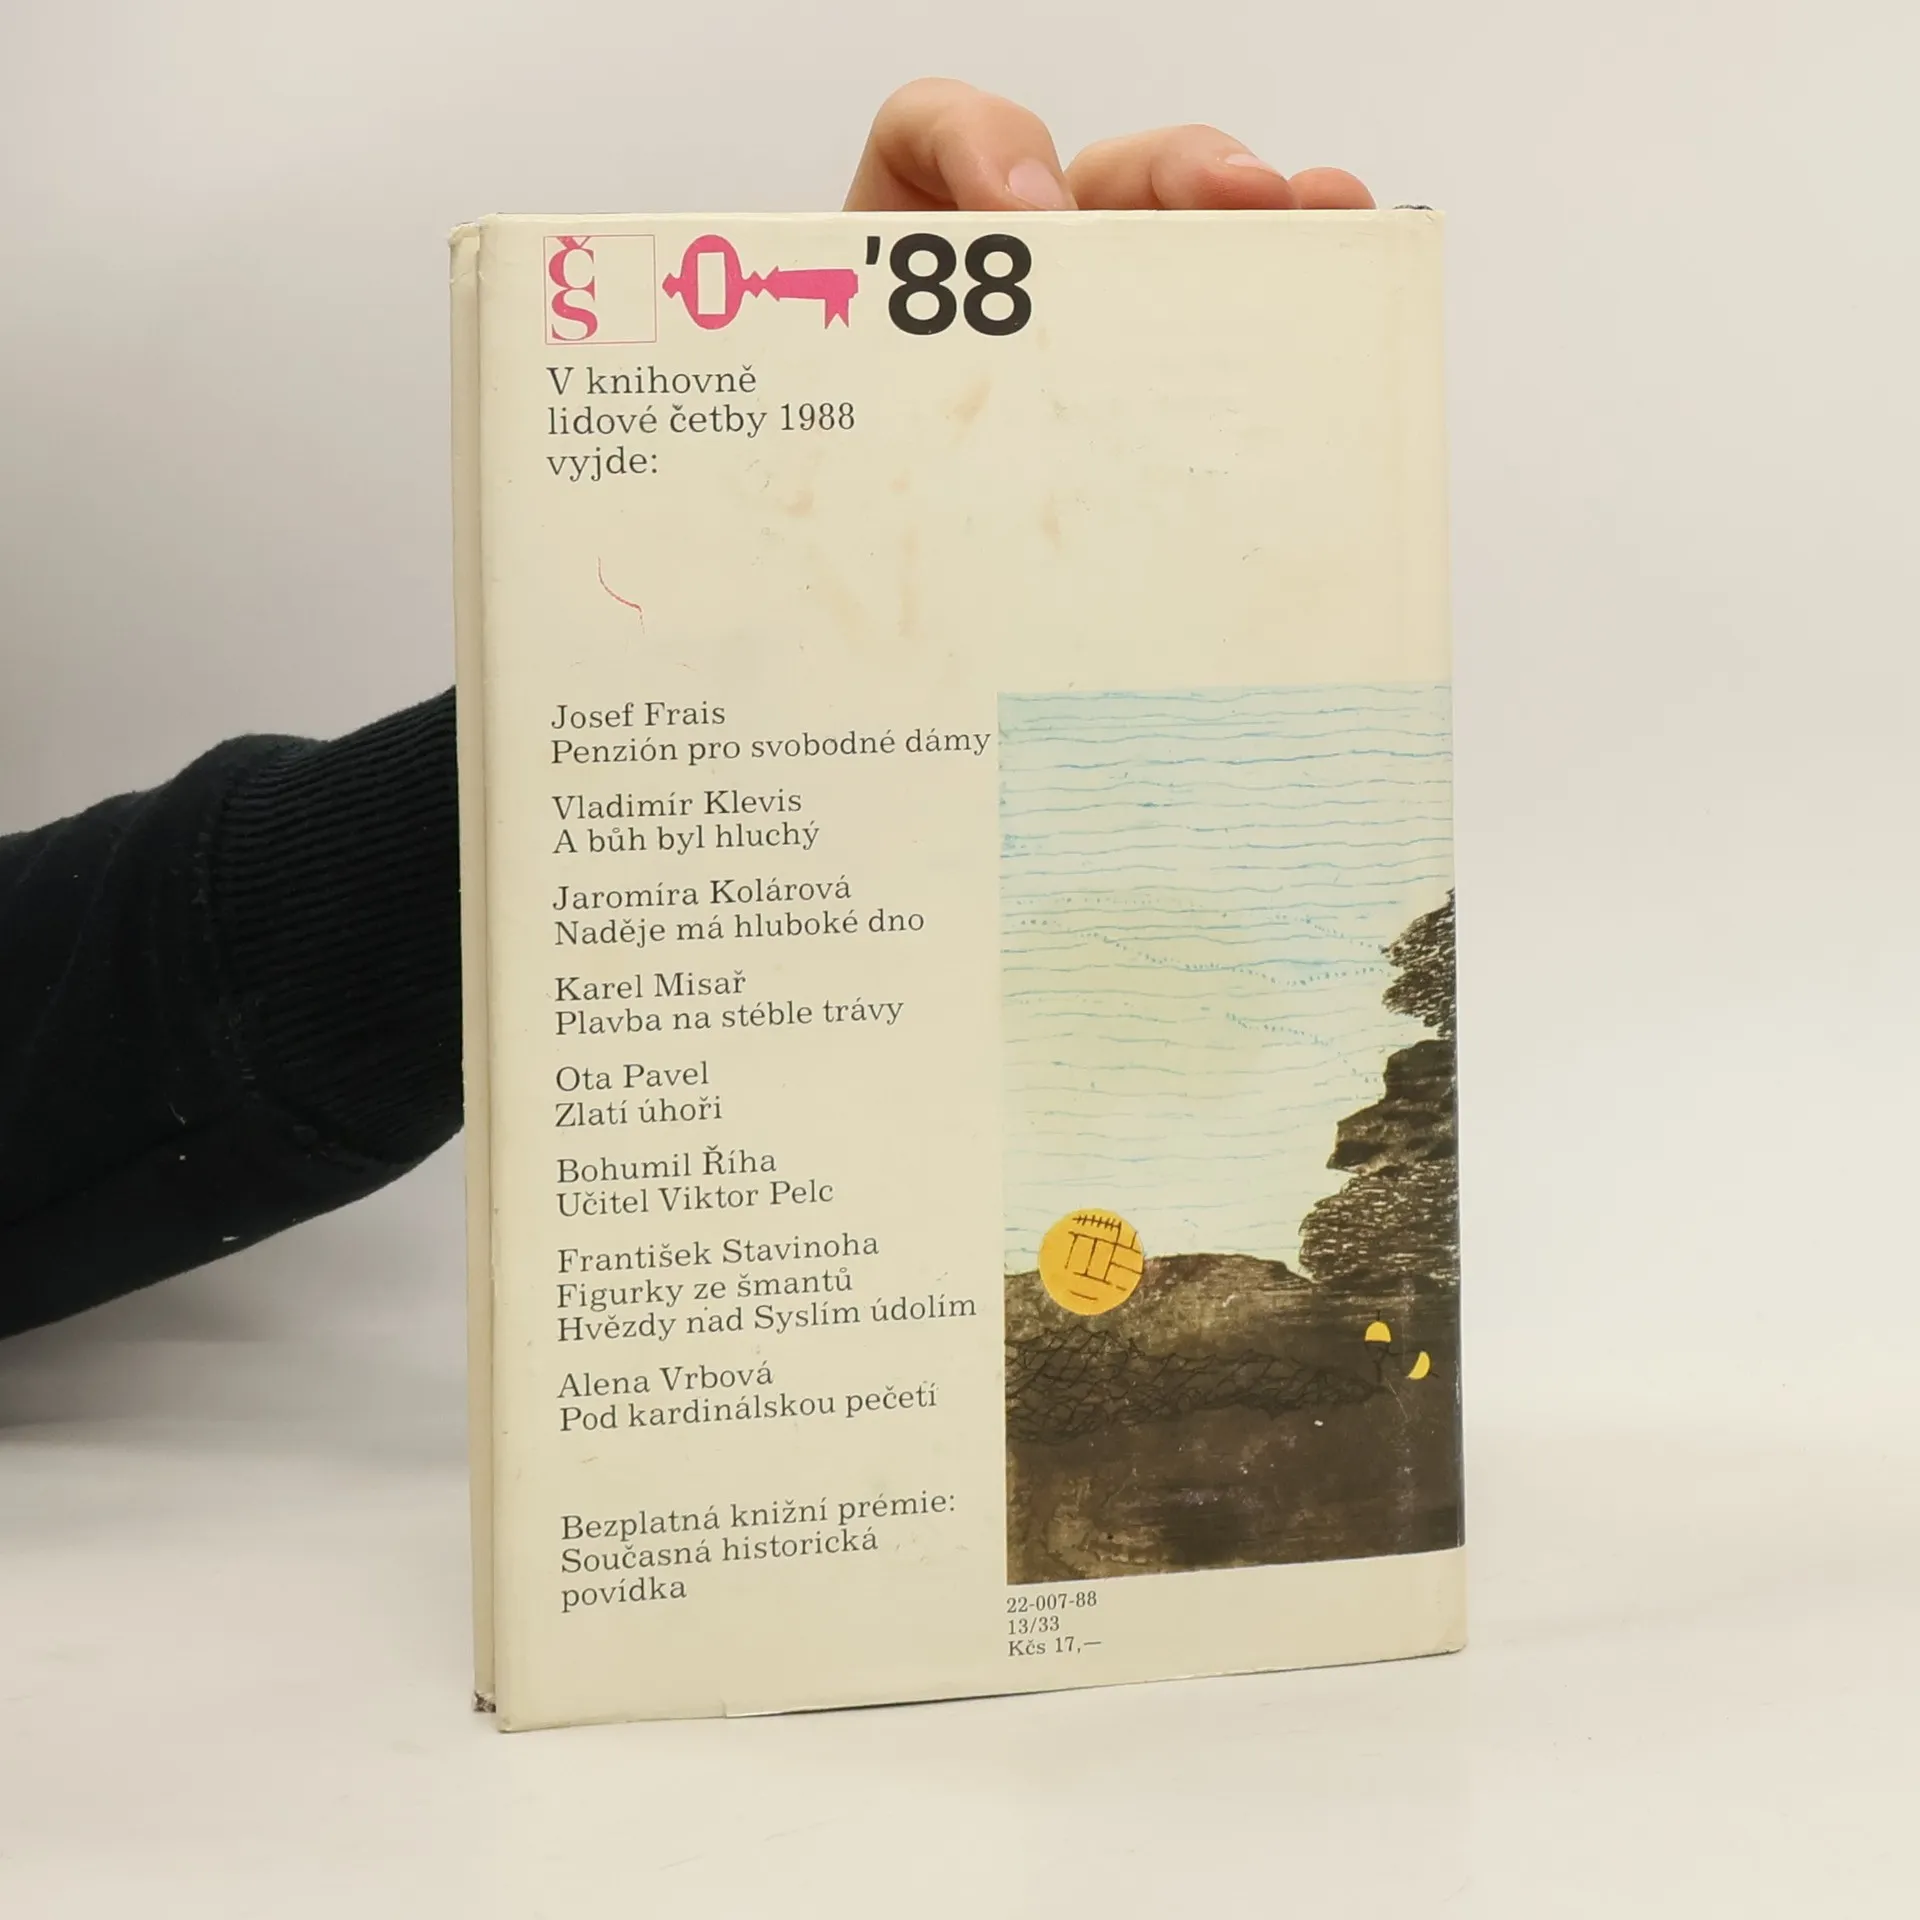 ČS '88
V knihovně
lidové četby 1988
vyjde:
Josef Frais
Penzión pro svobodné dámy
Vladimír Klevis
A bůh byl hluchý
Jaromíra Kolárová
Naděje má hluboké dno
Karel Misař
Plavba na stéble trávy
Ota Pavel
Zlatí úhoři
Bohumil Říha
Učitel Viktor Pelc
František Stavinoha
Figurky ze šmantů
Hvězdy nad Syslím údolím
Alena Vrbová
Pod kardinálskou pečetí
Bezplatná knižní prémie:
Současná historická
povídka
22-007-88
13/33
Kčs 17,—